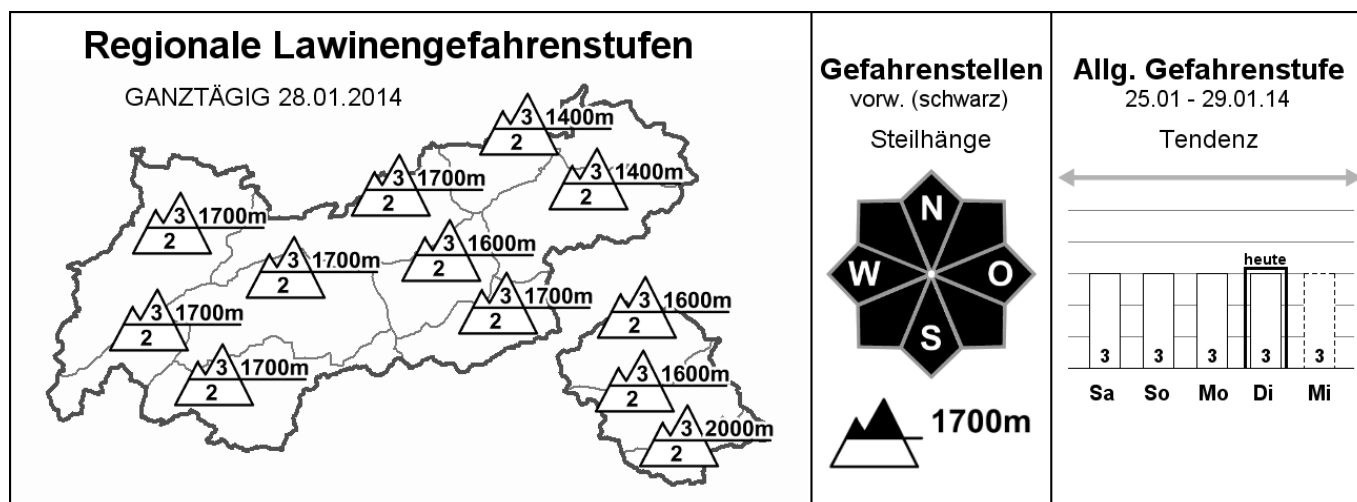 Regionale Lawinengefahrenstufen
GANZTÄGIG 28.01.2014
3 1400m
2
3 1400m
2
3 1700m
2
3 1700m
2
3 1600m
2
3 1700m
2
3 1700m
2
3 1600m
2
3 1700m
2
3 1700m
2
3 1600m
2
3 2000m
2
Gefahrenstellen
vorw. (schwarz)
Steilhänge
N
W O
S
1700m
Allg. Gefahrenstufe
25.01 - 29.01.14
Tendenz
heute
3 3 3 3 3
Sa So Mo Di Mi